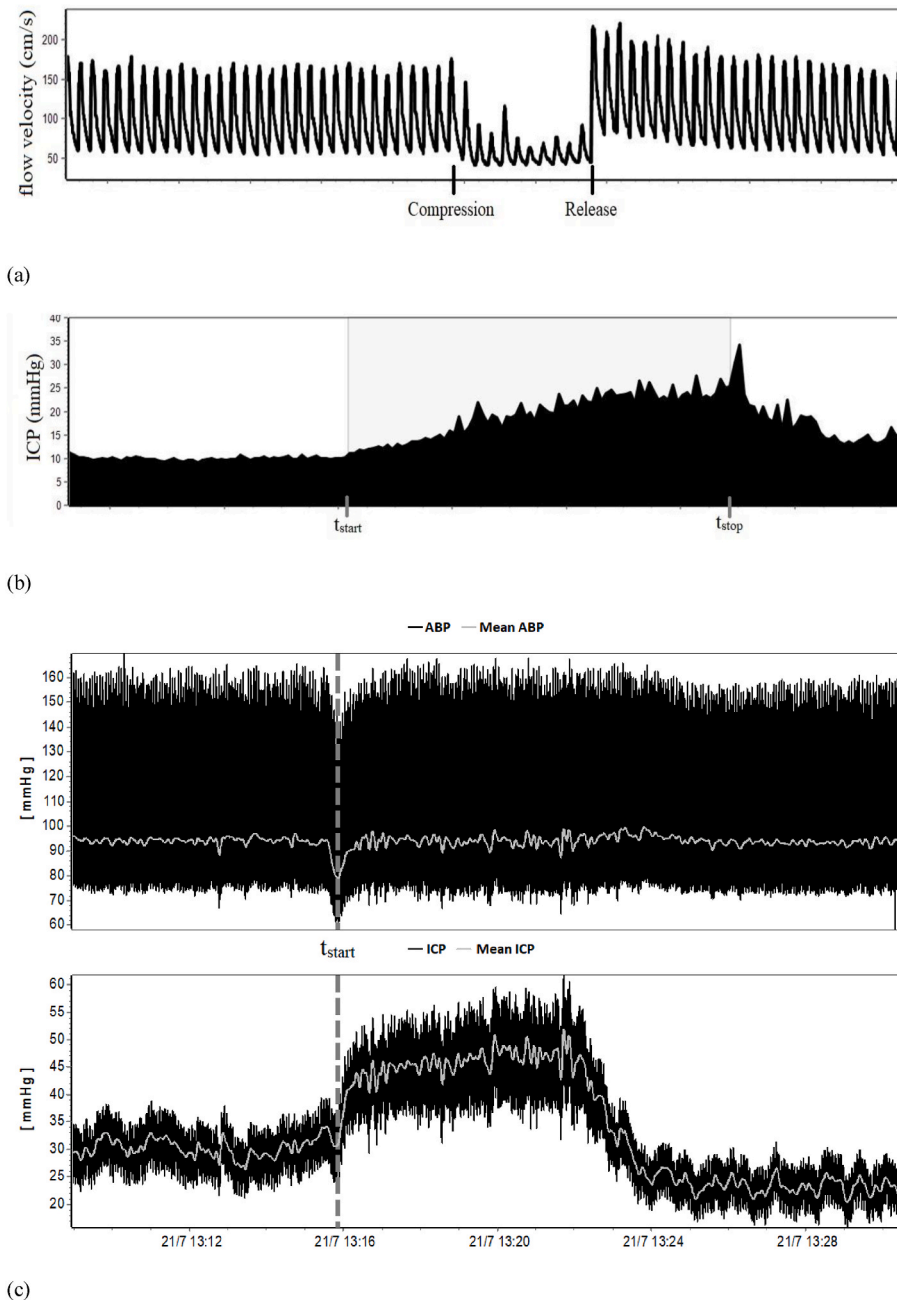 flow velocity (cm/s)
200
150
100
50
Compression Release
(a)
ICP (mmHg)
40
35
30
25
20
15
10
5
0
tstart tstop
(b)
ABP Mean ABP
[ mmHg ]
160
150
140
130
120
110
100
90
80
70
60
tstart
ICP Mean ICP
[ mmHg ]
60
55
50
45
40
35
30
25
20
21/7 13:12 21/7 13:16 21/7 13:20 21/7 13:24 21/7 13:28
(c)